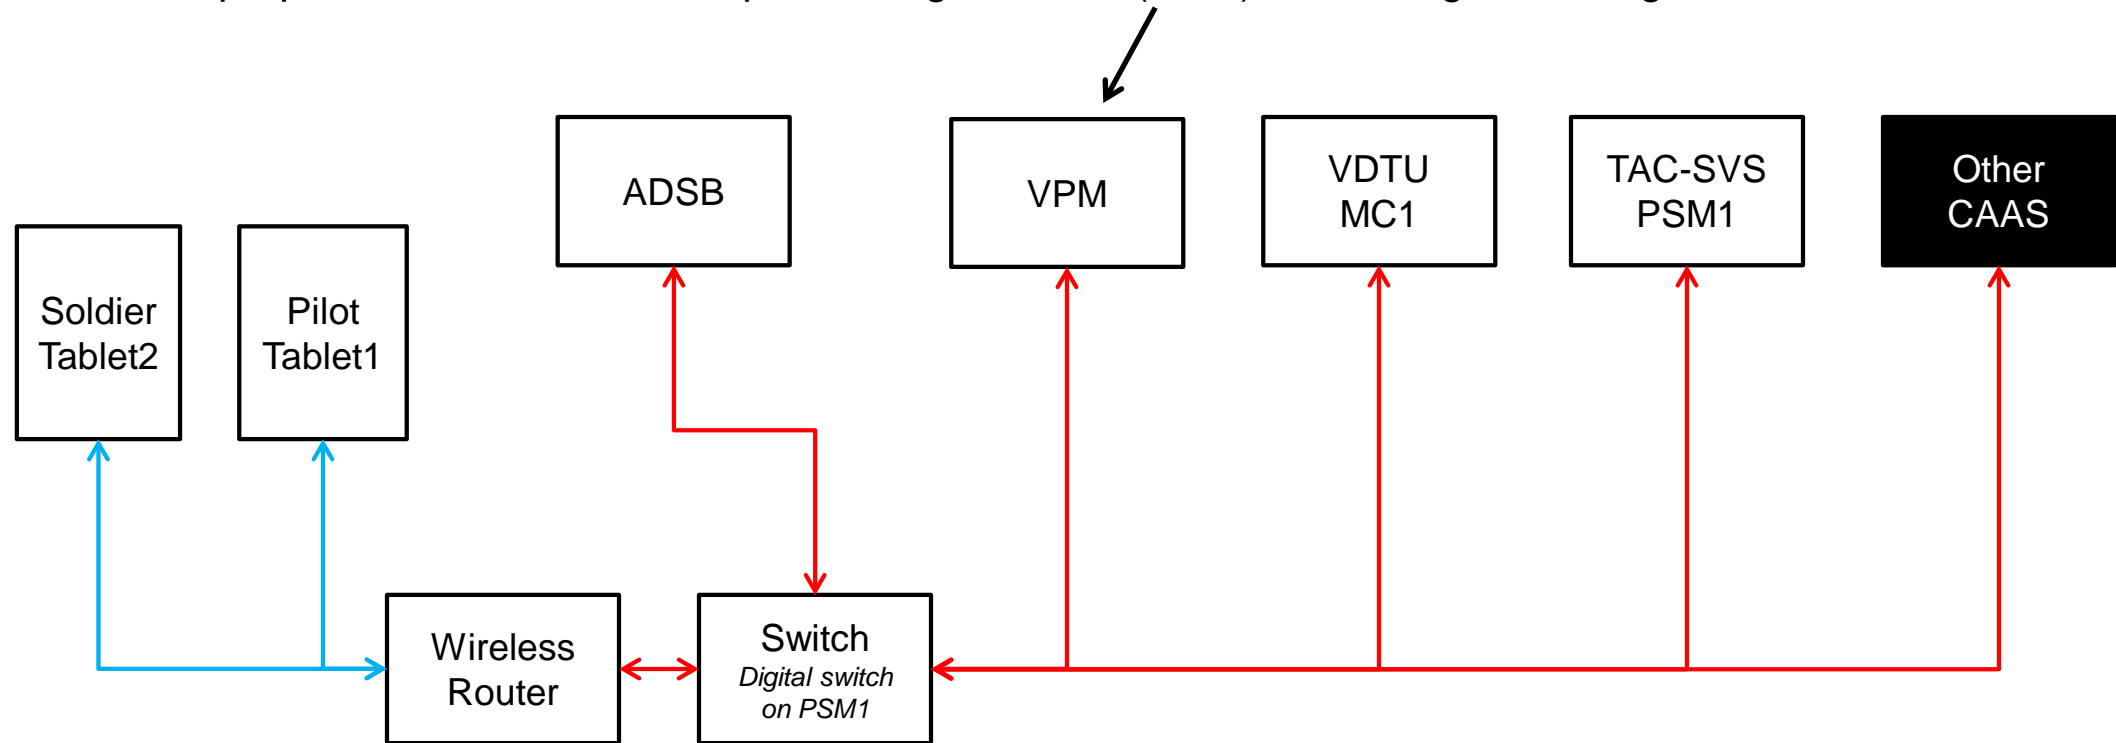 ADSB
VPM
VDTU
MC1
TAC-SVS
PSM1
Other
CAAS
Soldier
Tablet2
Pilot
Tablet1
Wireless
Router
Switch
Digital switch
on PSM1